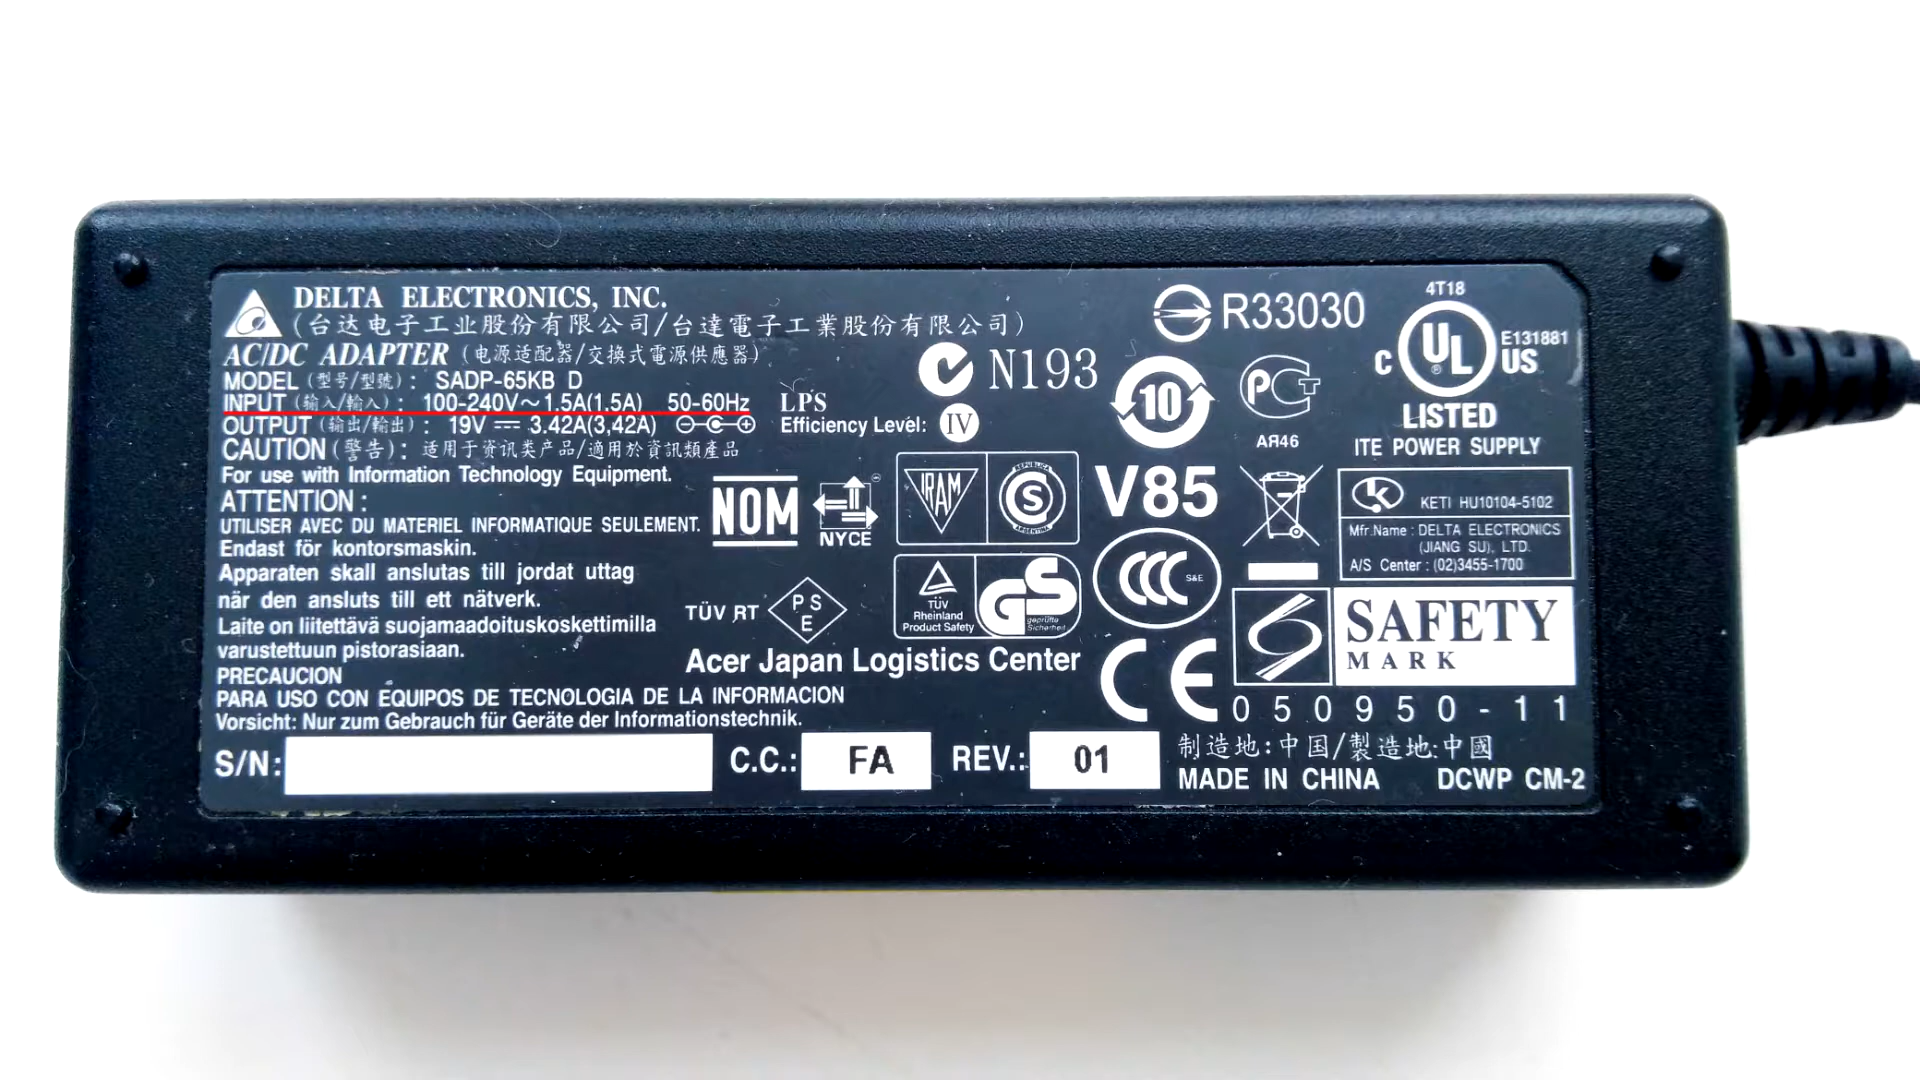 DELTA ELECTRONICS, INC.
(台达电子工业股份有限公司/台達電子工業股份有限公司)
AC/DC ADAPTER (电源适配器/交換式電源供應器)
MODEL (型号/型號): SADP-65KB D
INPUT (输入/輸入): 100-240V～1.5A(1.5A) 50-60Hz
OUTPUT (输出/輸出): 19V ⎓ 3.42A(3,42A)
LPS
Efficiency Level: IV
CAUTION (警告): 适用于资讯类产品/適用於資訊類產品
For use with Information Technology Equipment.
ATTENTION :
UTILISER AVEC DU MATERIEL INFORMATIQUE SEULEMENT.
Endast för kontorsmaskin.
Apparaten skall anslutas till jordat uttag
när den ansluts till ett nätverk.
Laite on liitettävä suojamaadoituskoskettimilla
varustettuun pistorasiaan.
PRECAUCION
PARA USO CON EQUIPOS DE TECNOLOGIA DE LA INFORMACION
Vorsicht: Nur zum Gebrauch für Geräte der Informationstechnik.
S/N:
C.C.: FA
REV.: 01
N193
R33030
10
PCT
АЯ46
4T18
C UL US
®
E131881
LISTED
ITE POWER SUPPLY
NOM
NYCE
IRAM
REPUBLICA
S
ARGENTINA
V85
K
KETI HU10104-5102
Mfr.Name : DELTA ELECTRONICS
(JIANG SU), LTD.
A/S Center : (02)3455-1700
TÜV RT
PS
E
TÜV
Rheinland
Product Safety
GS
geprüfte
Sicherheit
CCC
S&E
Acer Japan Logistics Center
CE
SAFETY
MARK
050950-11
制造地:中国/製造地:中國
MADE IN CHINA DCWP CM-2